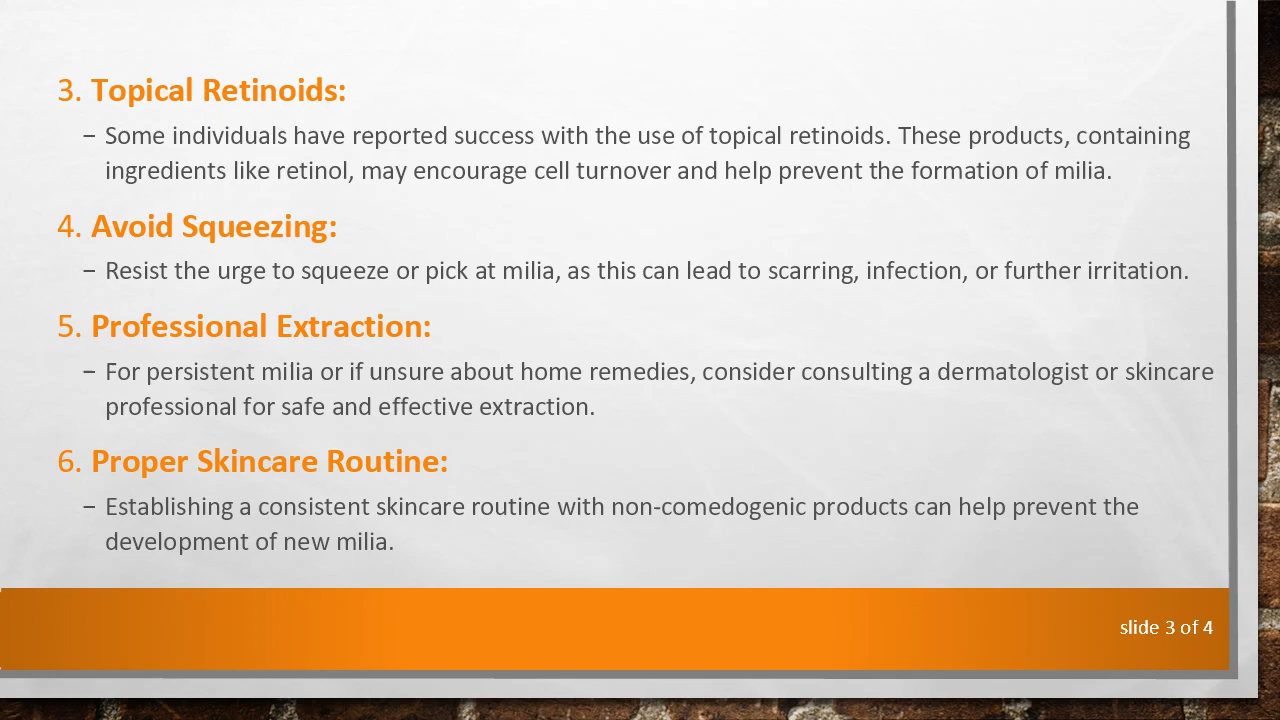 3. Topical Retinoids:
− Some individuals have reported success with the use of topical retinoids. These products, containing
ingredients like retinol, may encourage cell turnover and help prevent the formation of milia.
4. Avoid Squeezing:
− Resist the urge to squeeze or pick at milia, as this can lead to scarring, infection, or further irritation.
5. Professional Extraction:
− For persistent milia or if unsure about home remedies, consider consulting a dermatologist or skincare
professional for safe and effective extraction.
6. Proper Skincare Routine:
− Establishing a consistent skincare routine with non-comedogenic products can help prevent the
development of new milia.
slide 3 of 4